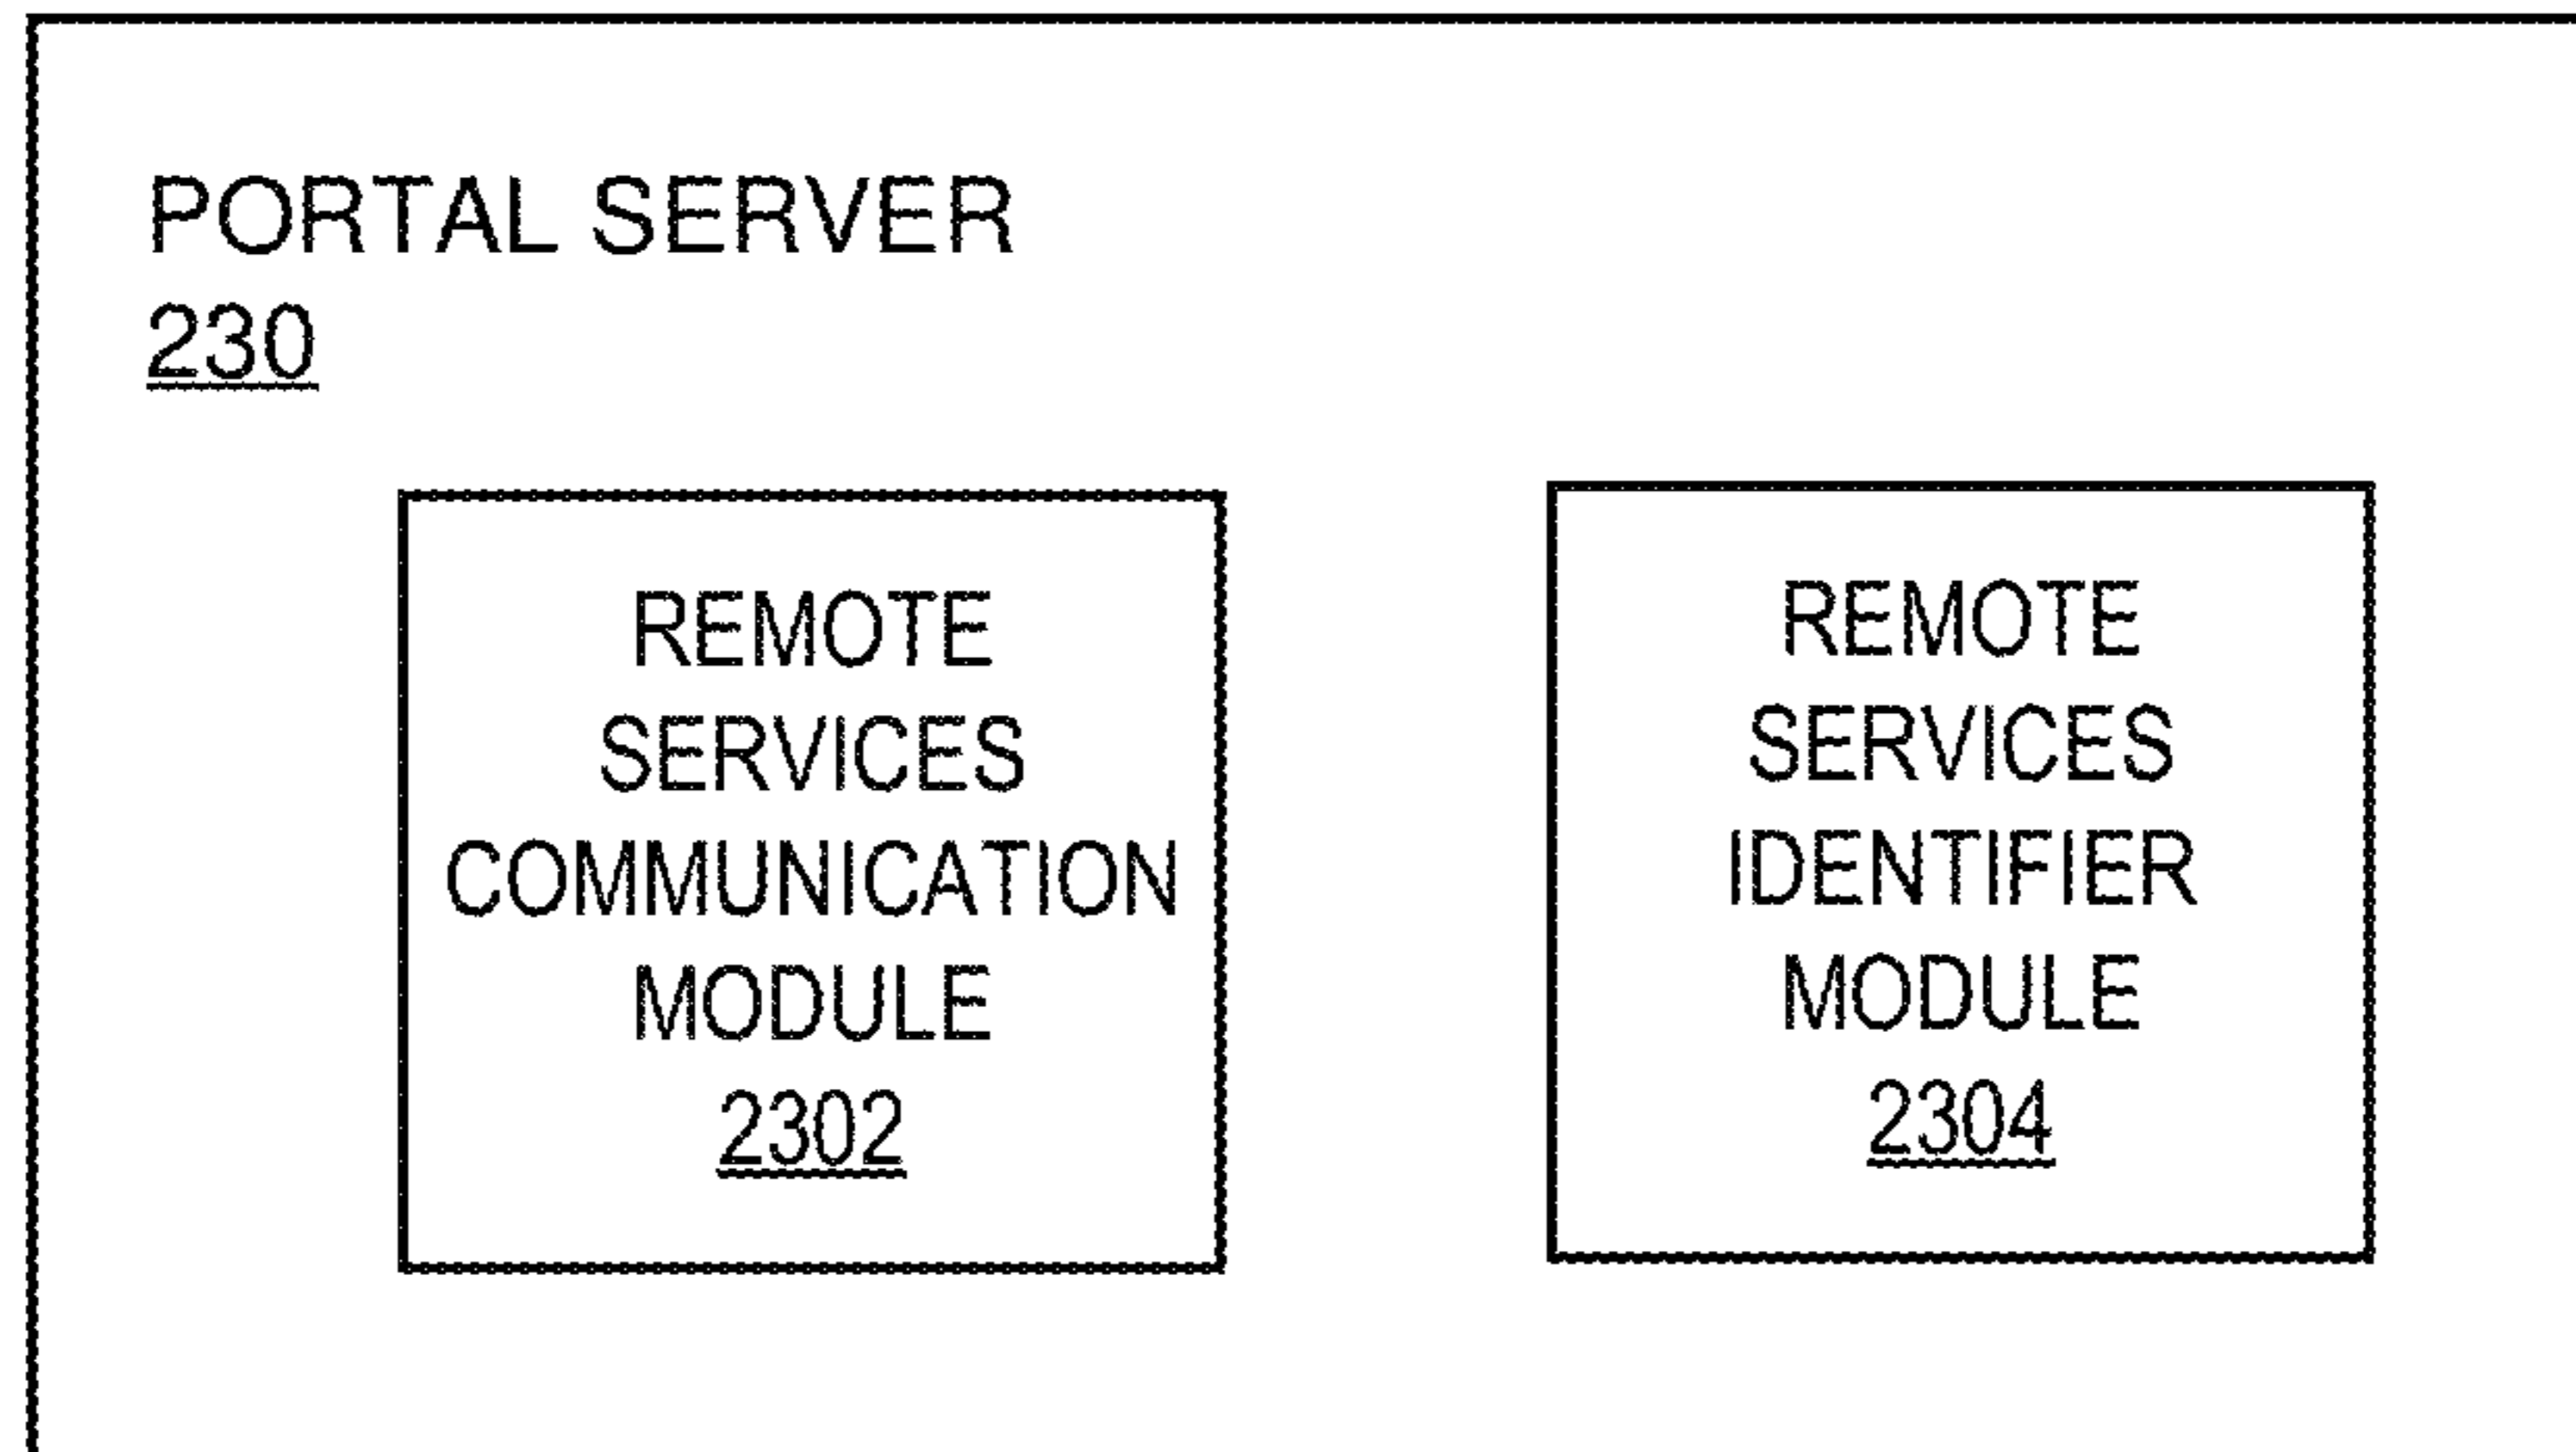 PORTAL SERVER
230
REMOTE
SERVICES
COMMUNICATION
MODULE
2302
REMOTE
SERVICES
IDENTIFIER
MODULE
2304